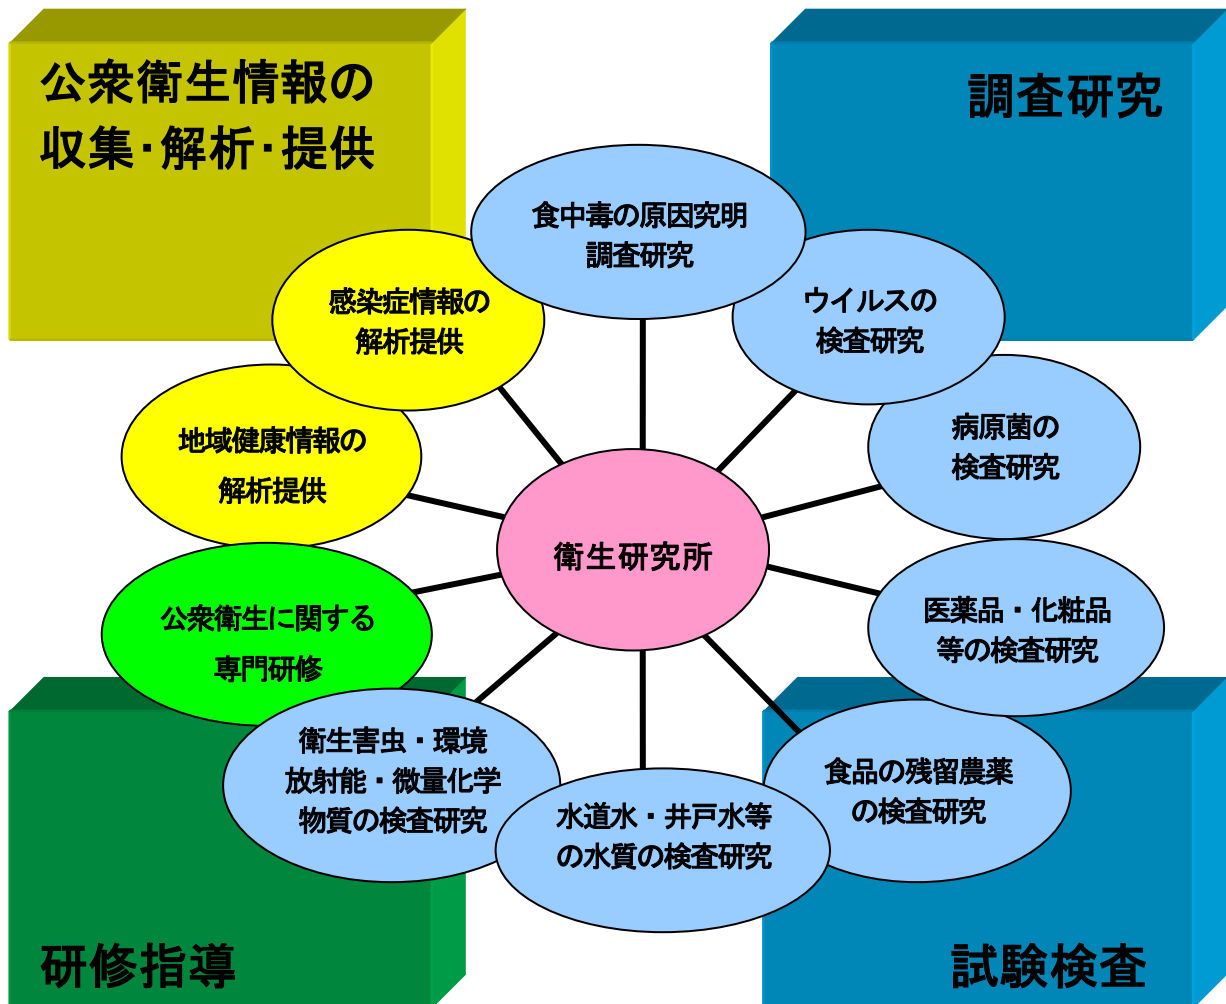 公衆衛生情報の
収集・解析・提供
調査研究
食中毒の原因究明
調査研究
感染症情報の
解析提供
ウイルスの
検査研究
地域健康情報の
解析提供
病原菌の
検査研究
衛生研究所
公衆衛生に関する
専門研修
医薬品・化粧品
等の検査研究
衛生害虫・環境
放射能・微量化学
物質の検査研究
水道水・井戸水等
の水質の検査研究
食品の残留農薬
の検査研究
研修指導
試験検査